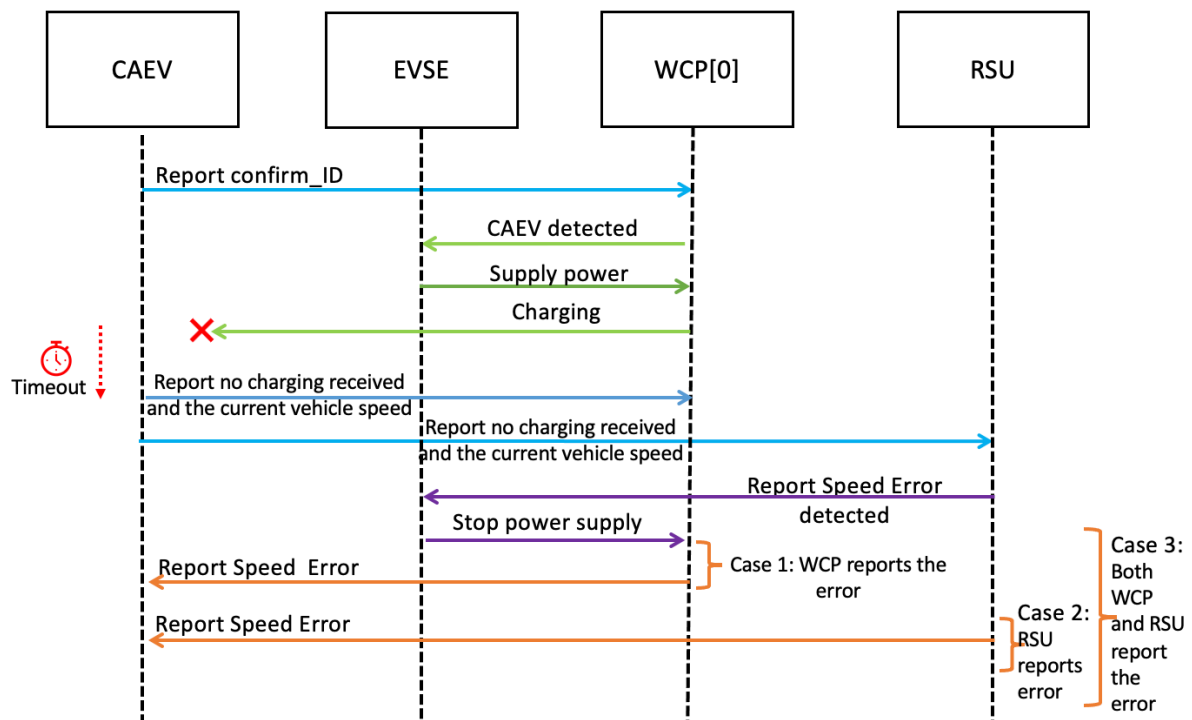 CAEV
EVSE
WCP[0]
RSU
Report confirm_ID
CAEV detected
Supply power
Charging
Timeout
Report no charging received
and the current vehicle speed
Report no charging received
and the current vehicle speed
Report Speed Error
detected
Stop power supply
Report Speed Error
Case 1: WCP reports the
error
Report Speed Error
Case 2:
RSU
reports
error
Case 3:
Both
WCP
and RSU
report
the
error